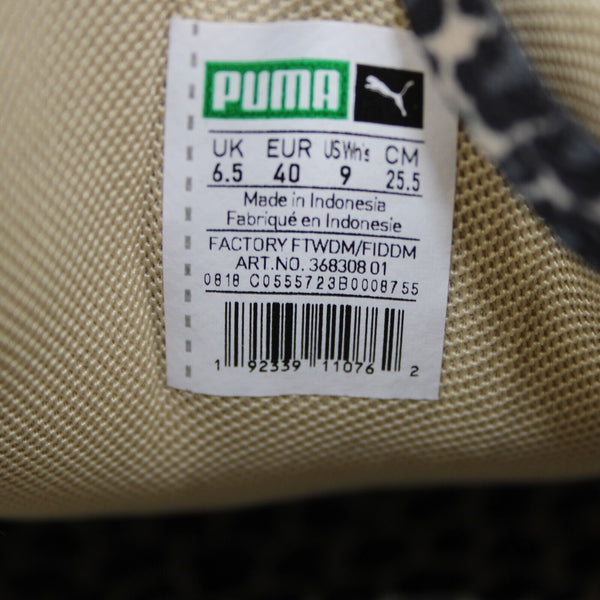 PUMA
UK EUR US Wn's CM
6.5 40 9 25.5
Made in Indonesia
Fabriqué en Indonesie
FACTORY FTWDM/FIDDM
ART.NO. 368308 01
0818 C0555723B0008755
1 92339 11076 2